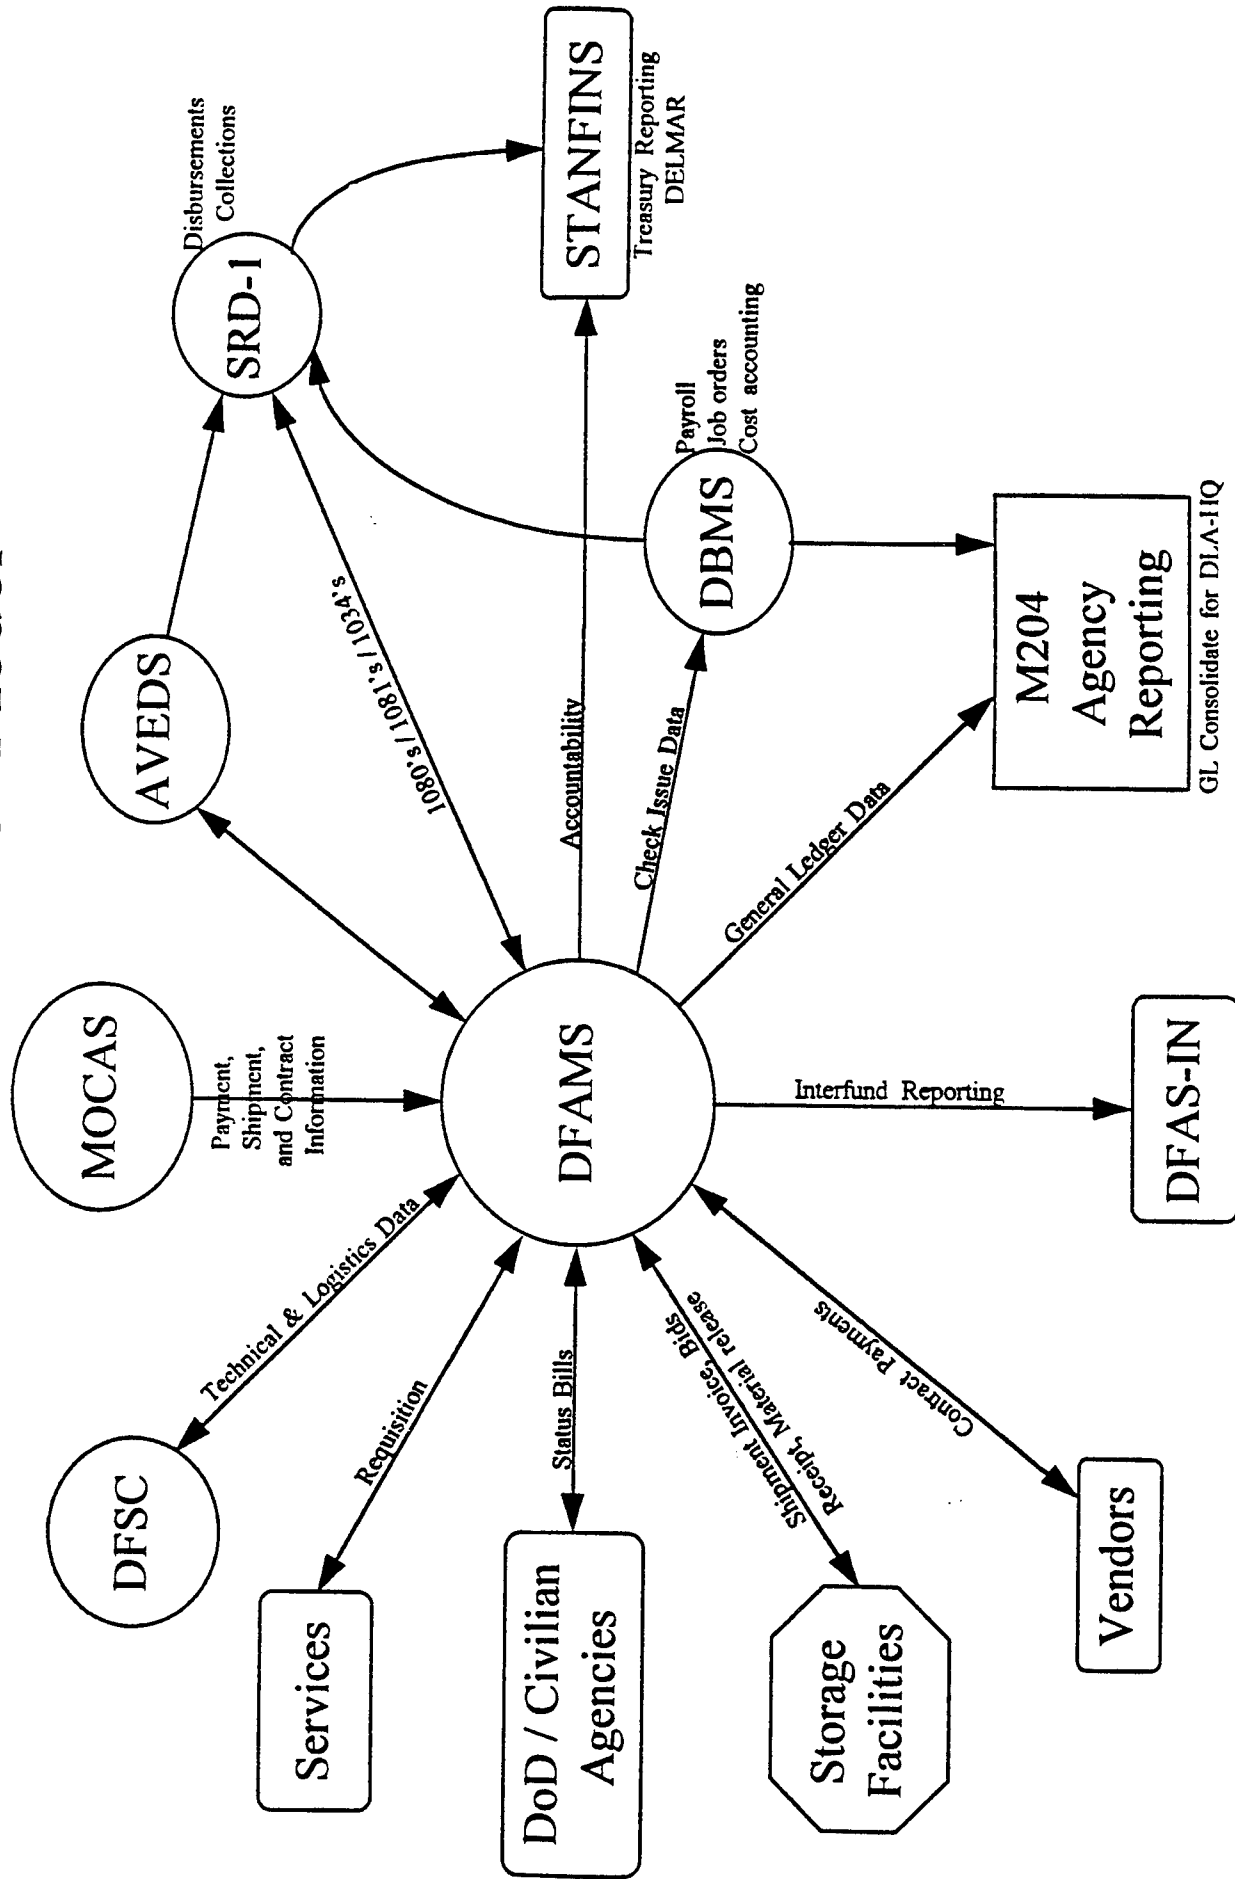 MOCAS
Payment,
Shipment,
and Contract
Information
AVEDS
SRD-1
Disbursements
Collections
DFSC
Technical & Logistics Data
1080's / 1081's / 1034's
Services
Requisition
DoD / Civilian
Agencies
Status Bills
DFAMS
Accountability
STANFINS
Treasury Reporting
DELMAR
Check Issue Data
DBMS
Payroll
Job orders
Cost accounting
Storage
Facilities
Shipment Invoice, Bids
Receipt, Material release
General Ledger Data
Interfund Reporting
Contract Payments
Vendors
DFAS-IN
M204
Agency
Reporting
GL Consolidate for DLA-HQ